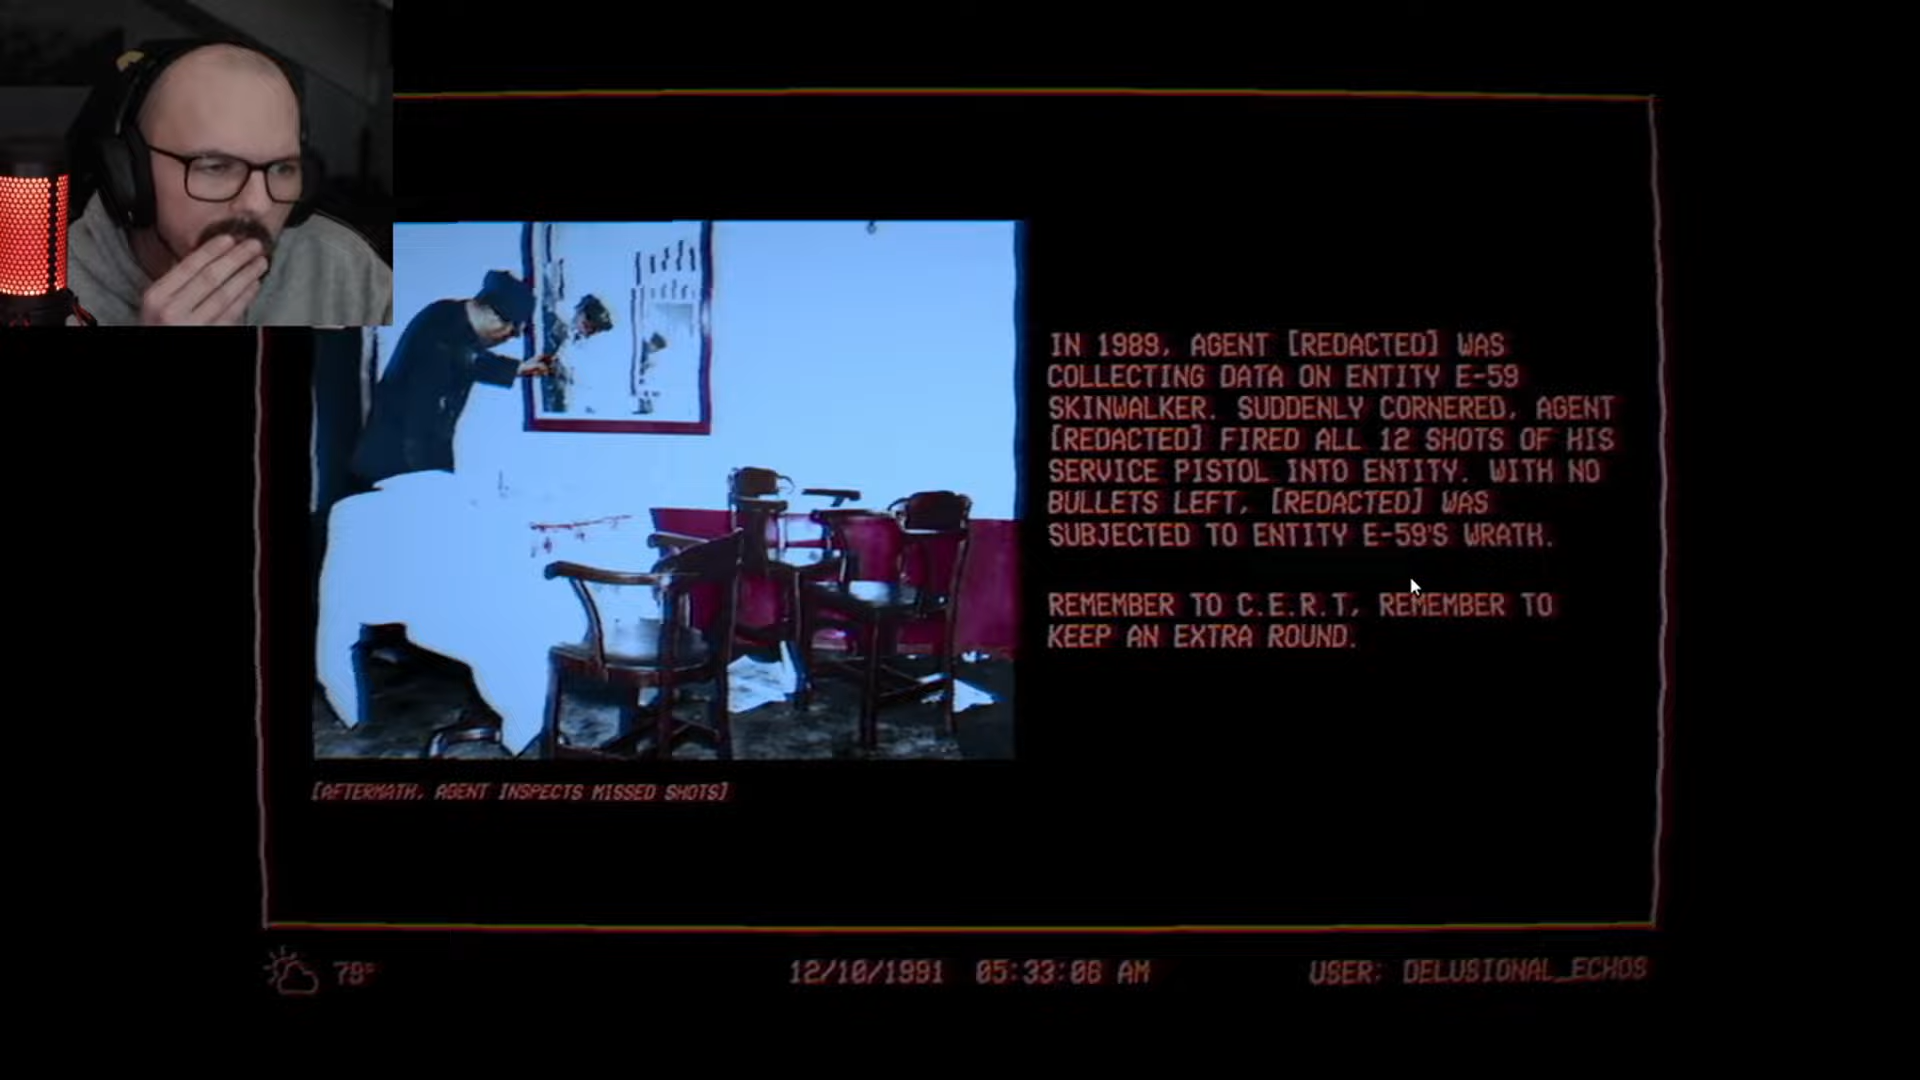 IN 1989, AGENT [REDACTED] WAS
COLLECTING DATA ON ENTITY E-59
SKINWALKER. SUDDENLY CORNERED, AGENT
[REDACTED] FIRED ALL 12 SHOTS OF HIS
SERVICE PISTOL INTO ENTITY. WITH NO
BULLETS LEFT, [REDACTED] WAS
SUBJECTED TO ENTITY E-59'S WRATH.
REMEMBER TO C.E.R.T, REMEMBER TO
KEEP AN EXTRA ROUND.
[AFTERMATH, AGENT INSPECTS MISSED SHOTS]
79°
12/10/1991 05:33:06 AM
USER: DELUSIONAL_ECHOS